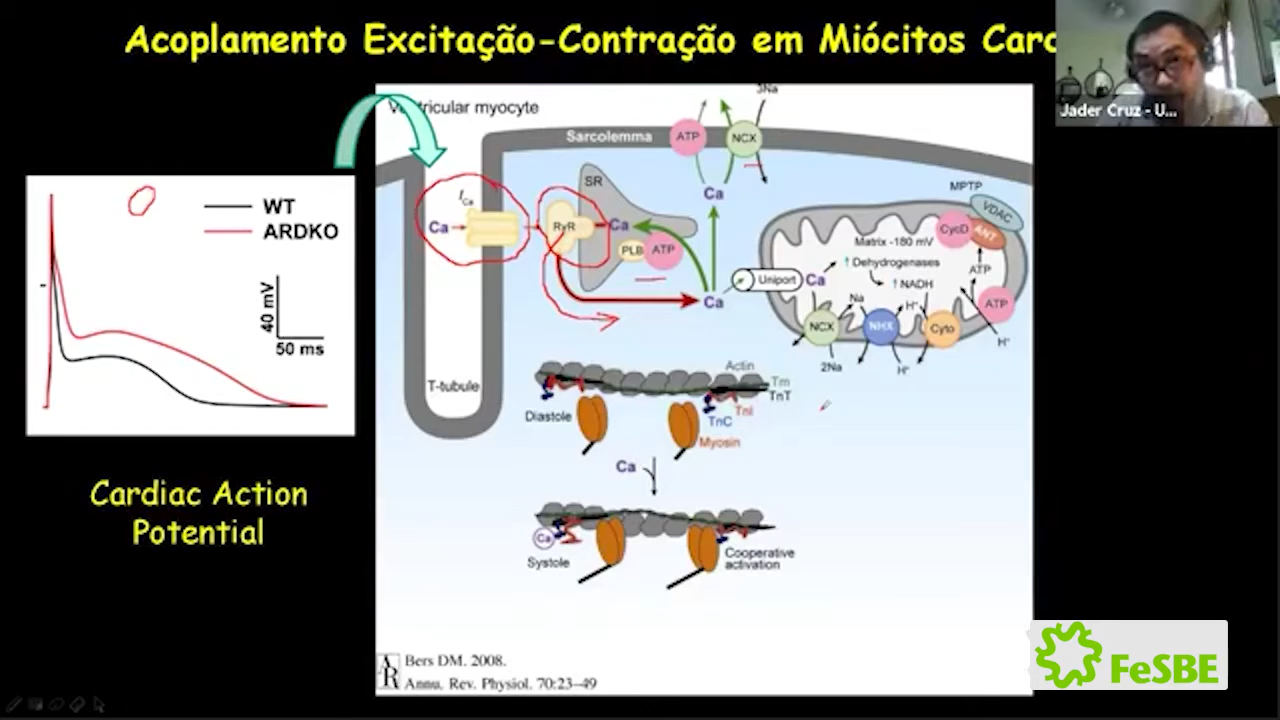 Acoplamento Excitação-Contração em Miócitos
Jader Cruz - U...
ventricular myocyte
3Na
Sarcolemma
ATP
NCX
SR
Ca
MPTP
VDAC
CycD
ANT
WT
ARDKO
I Ca
Ca
RyR
Ca
PLB
ATP
Matrix -180 mV
↑ Dehydrogenases
ATP
Uniport
Ca
↑ NADH
Ca
Na
H⁺
ATP
40 mV
50 ms
NCX
NHX
Cyto
H⁺
2Na
H⁺
T-tubule
Actin
Tm
TnT
Diastole
TnI
TnC
Myosin
Ca
Cardiac Action
Potential
Ca
Systole
Cooperative
activation
AR
Bers DM. 2008.
Annu. Rev. Physiol. 70:23–49
FeSBE